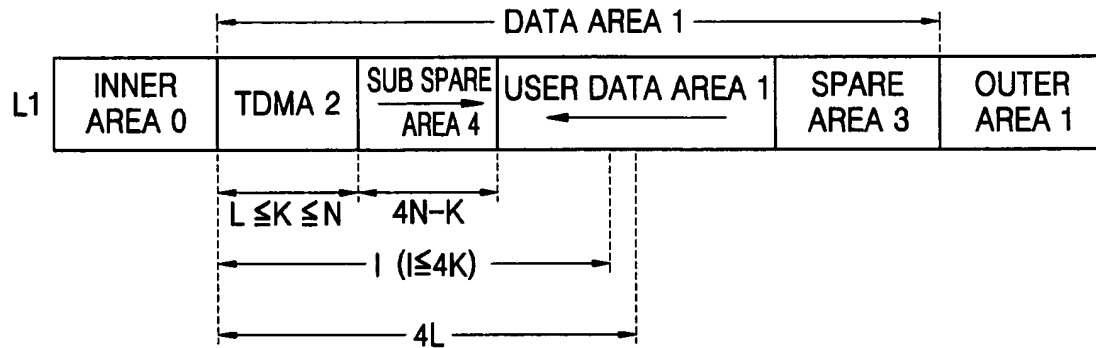 DATA AREA 1
L1
INNER
AREA 0
TDMA 2
SUB SPARE
AREA 4
USER DATA AREA 1
SPARE
AREA 3
OUTER
AREA 1
L ≦K ≦N
4N-K
I (I≦4K)
4L